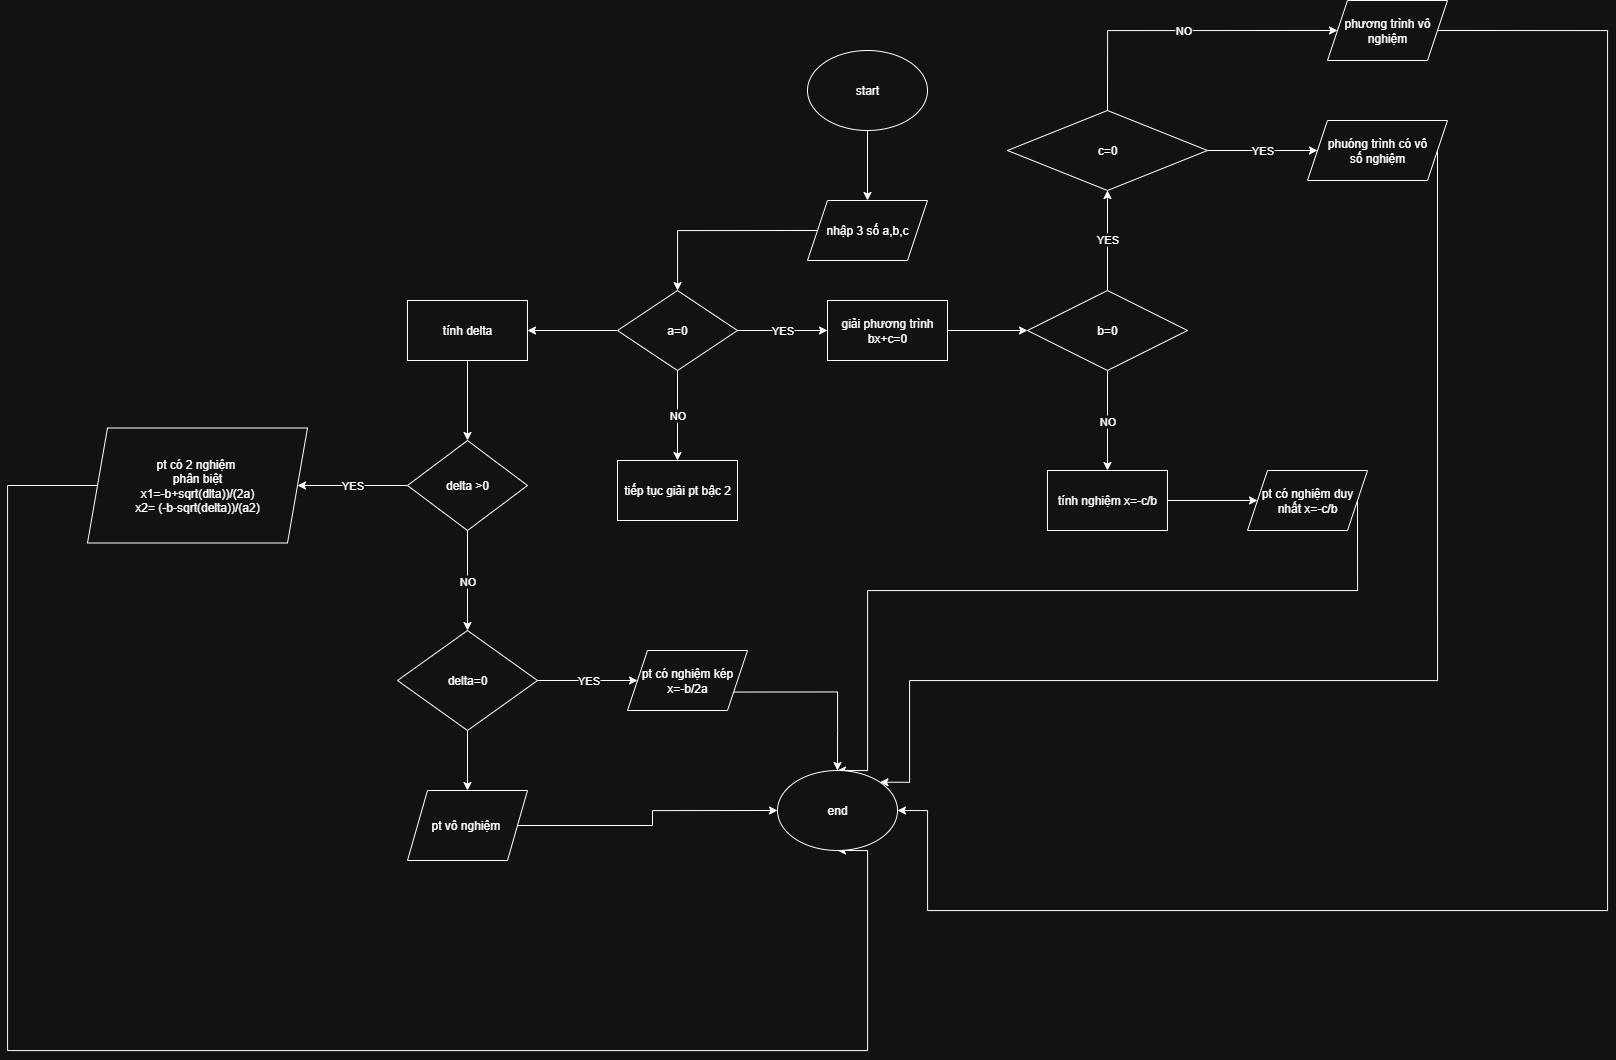 phương trình vô
nghiệm
NO
start
c=0
YES
phuóng trình có vô
số nghiệm
nhập 3 số a,b,c
YES
tính delta
a=0
YES
giải phương trình
bx+c=0
b=0
NO
NO
tiếp tục giải pt bậc 2
tính nghiệm x=-c/b
pt có nghiệm duy
nhất x=-c/b
pt có 2 nghiệm
phân biệt
x1=-b+sqrt(dlta))/(2a)
x2= (-b-sqrt(delta))/(a2)
YES
delta >0
NO
delta=0
YES
pt có nghiệm kép
x=-b/2a
pt vô nghiệm
end